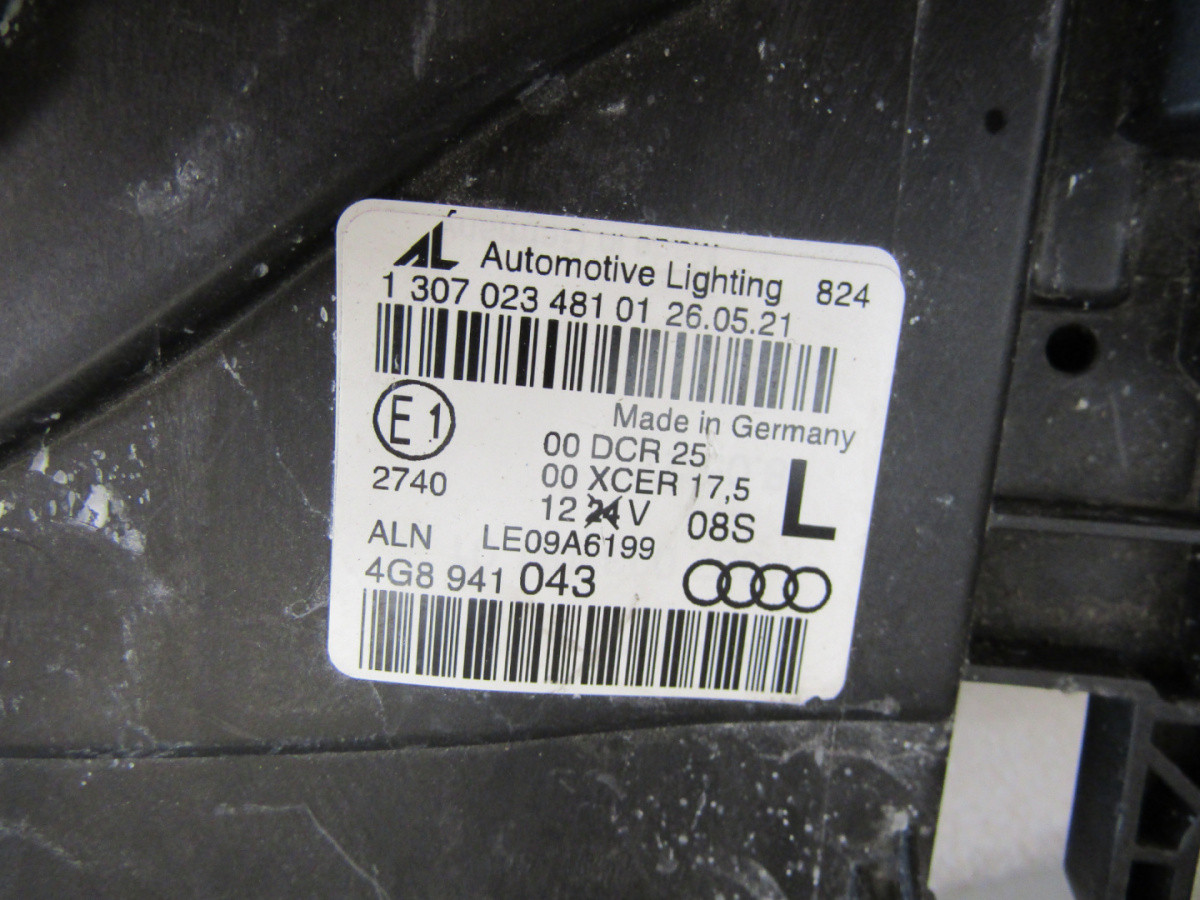 AL Automotive Lighting 824
1 307 023 481 01 26.05.21
Made in Germany
E1
00 DCR 25
2740 00 XCER 17,5
12 24 V 08S L
ALN LE09A6199
4G8 941 043